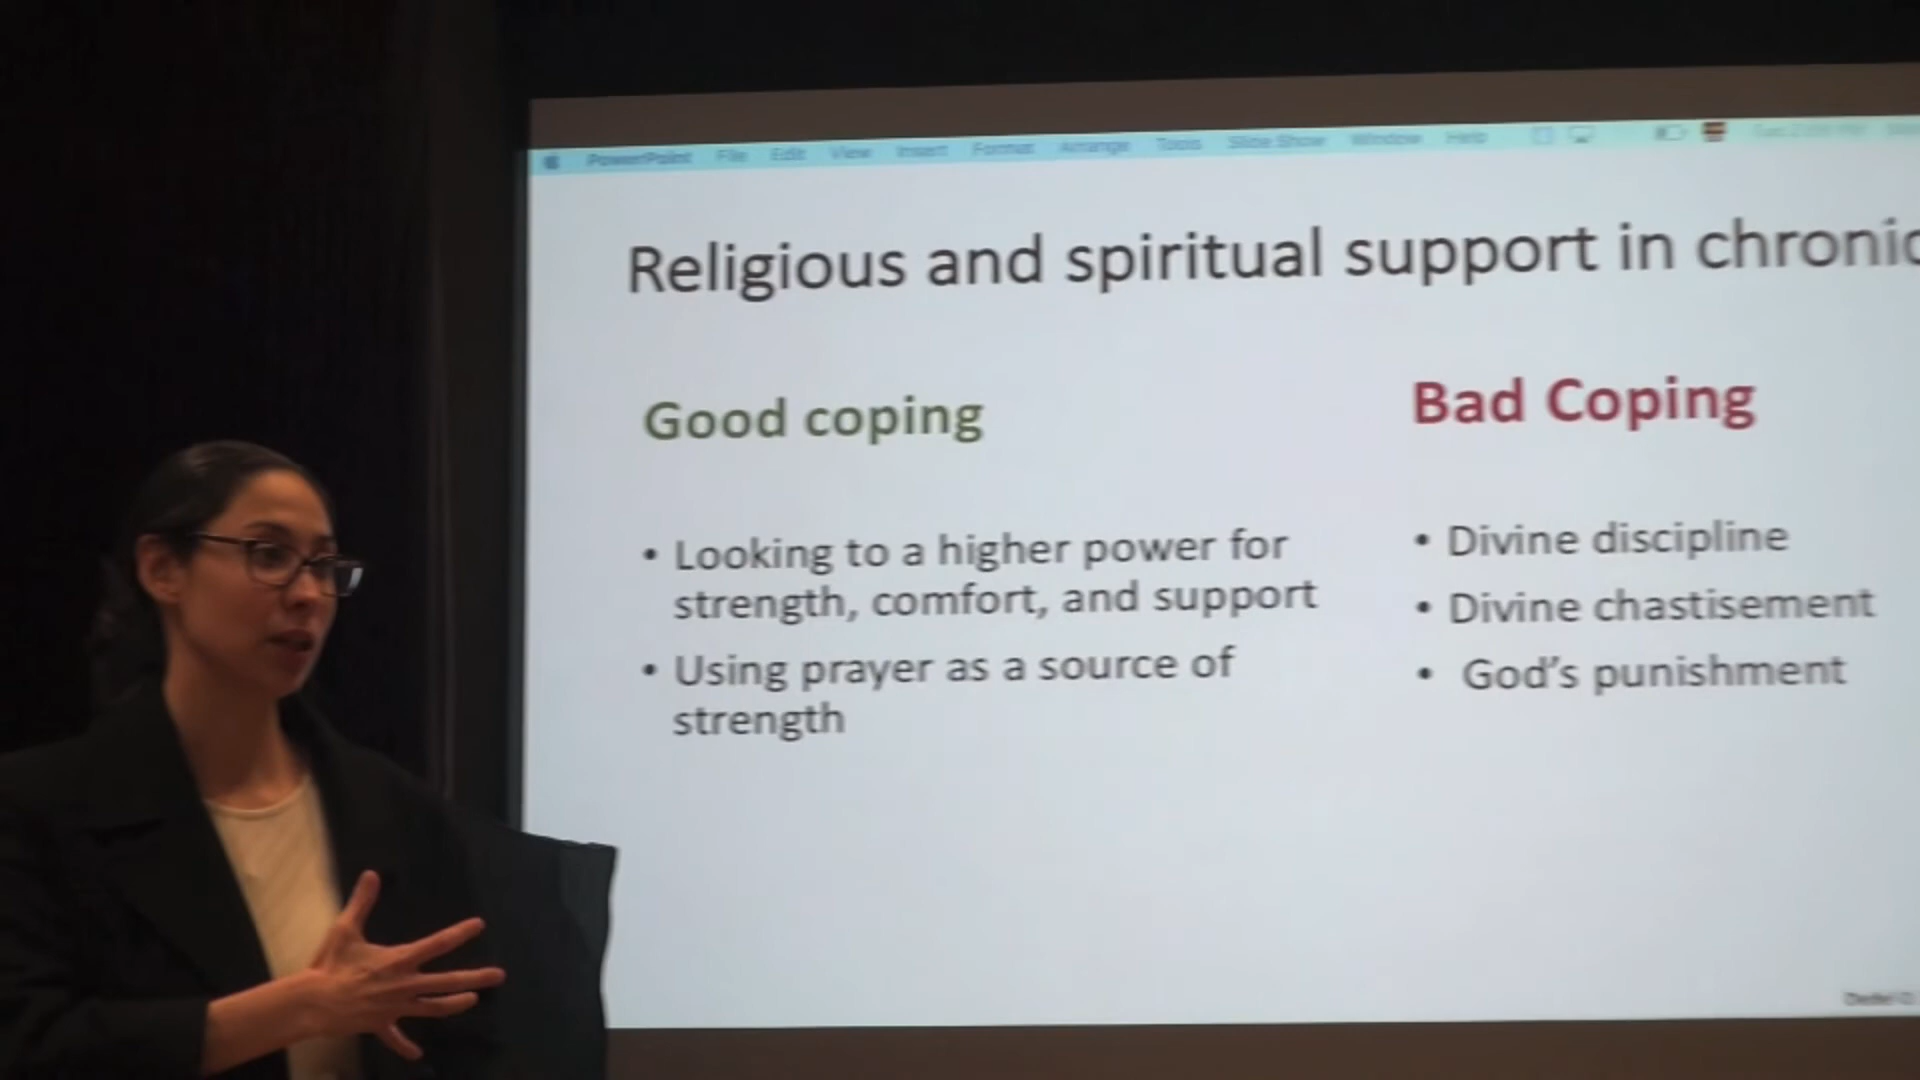 PowerPoint File Edit View Insert Format Arrange Tools Slide Show Window Help
Religious and spiritual support in chronic
Good coping
Bad Coping
• Looking to a higher power for
strength, comfort, and support
• Using prayer as a source of
strength
• Divine discipline
• Divine chastisement
• God's punishment